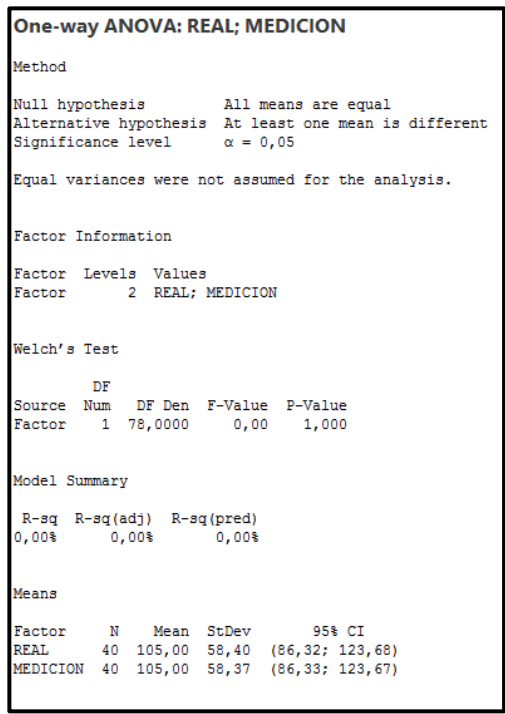 One-way ANOVA: REAL; MEDICION
Method
Null hypothesis All means are equal
Alternative hypothesis At least one mean is different
Significance level α = 0,05
Equal variances were not assumed for the analysis.
Factor Information
Factor Levels Values
Factor 2 REAL; MEDICION
Welch's Test
DF
Source Num DF Den F-Value P-Value
Factor 1 78,0000 0,00 1,000
Model Summary
R-sq R-sq(adj) R-sq(pred)
0,00% 0,00% 0,00%
Means
Factor N Mean StDev 95% CI
REAL 40 105,00 58,40 (86,32; 123,68)
MEDICION 40 105,00 58,37 (86,33; 123,67)